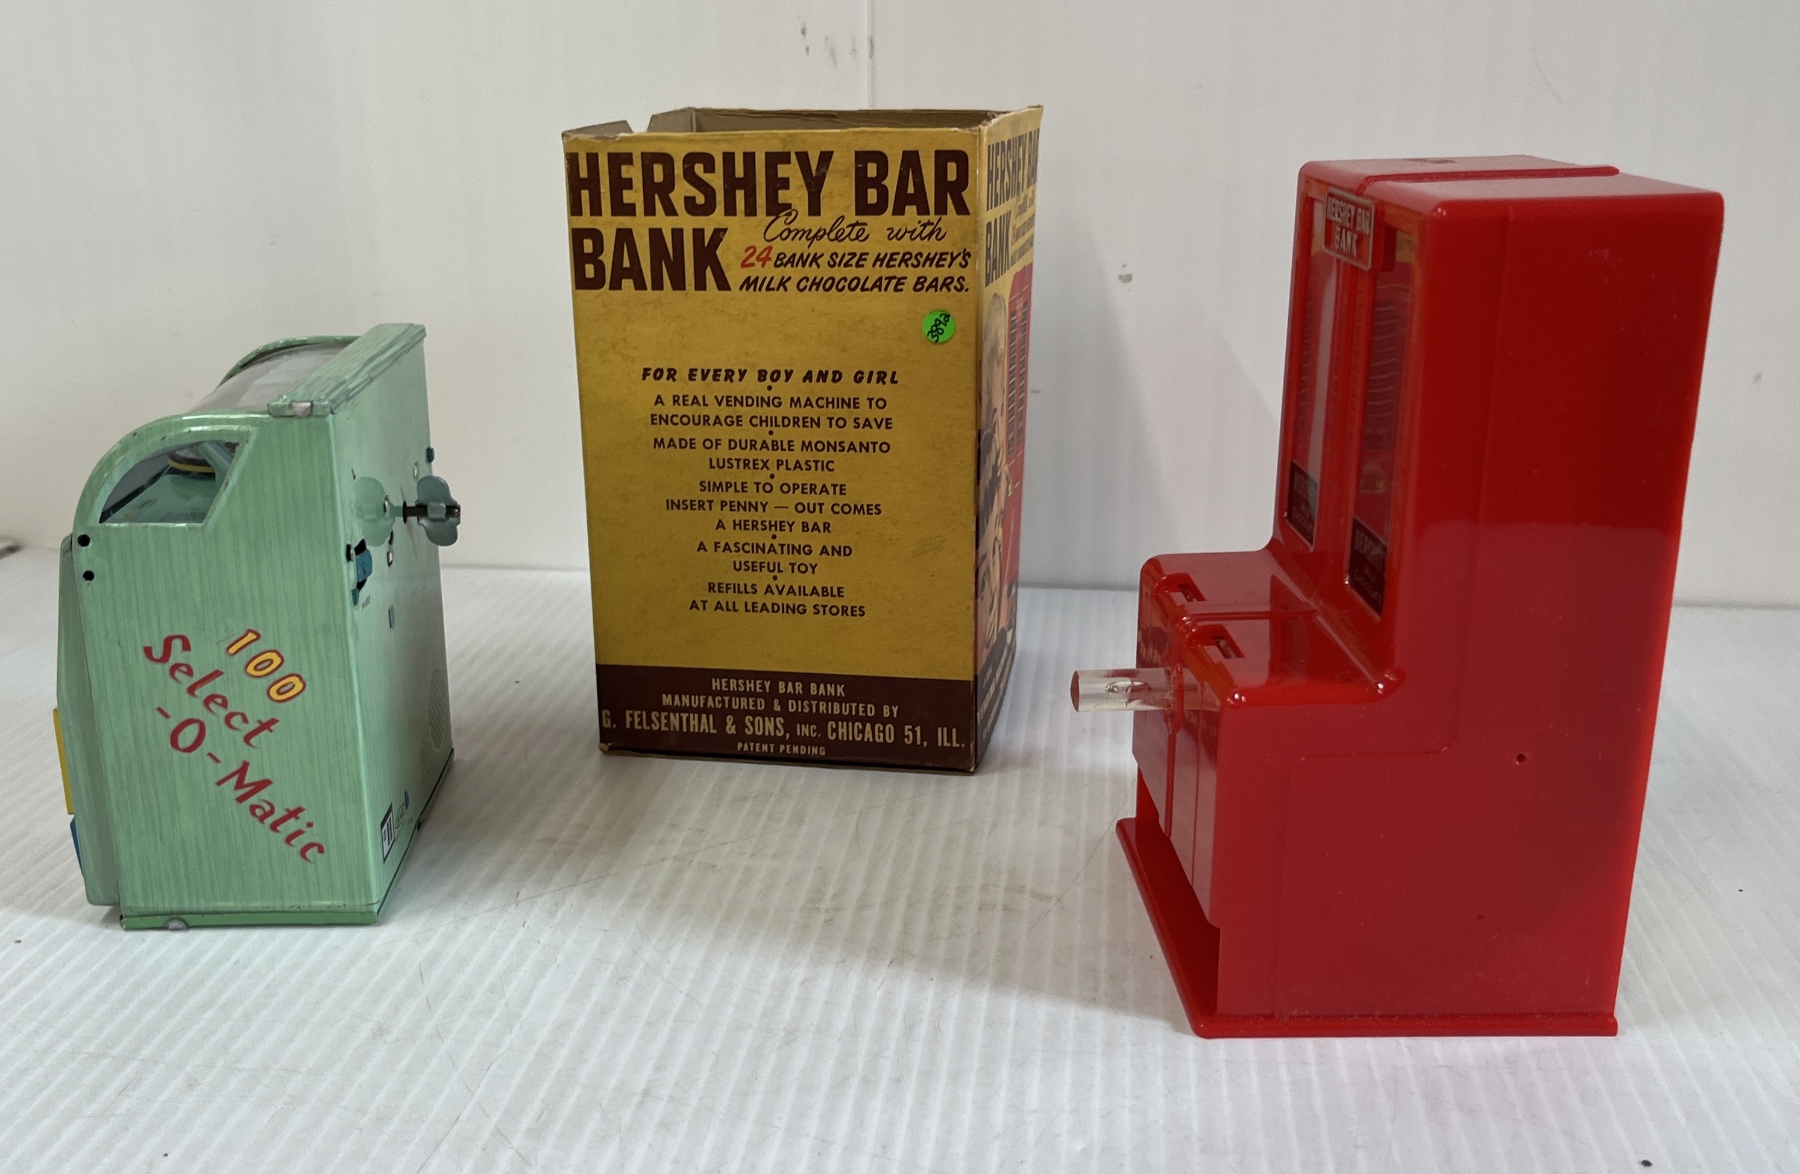 HERSHEY BAR
BANK
Complete with
24 BANK SIZE HERSHEY'S
MILK CHOCOLATE BARS.
FOR EVERY BOY AND GIRL
A REAL VENDING MACHINE TO
ENCOURAGE CHILDREN TO SAVE
MADE OF DURABLE MONSANTO
LUSTREX PLASTIC
SIMPLE TO OPERATE
INSERT PENNY — OUT COMES
A HERSHEY BAR
A FASCINATING AND
USEFUL TOY
REFILLS AVAILABLE
AT ALL LEADING STORES
HERSHEY BAR BANK
MANUFACTURED & DISTRIBUTED BY
G. FELSENTHAL & SONS, INC. CHICAGO 51, ILL.
PATENT PENDING
HERSHEY BAR
BANK
100
Select
-O-Matic
HERSHEY BAR
BANK